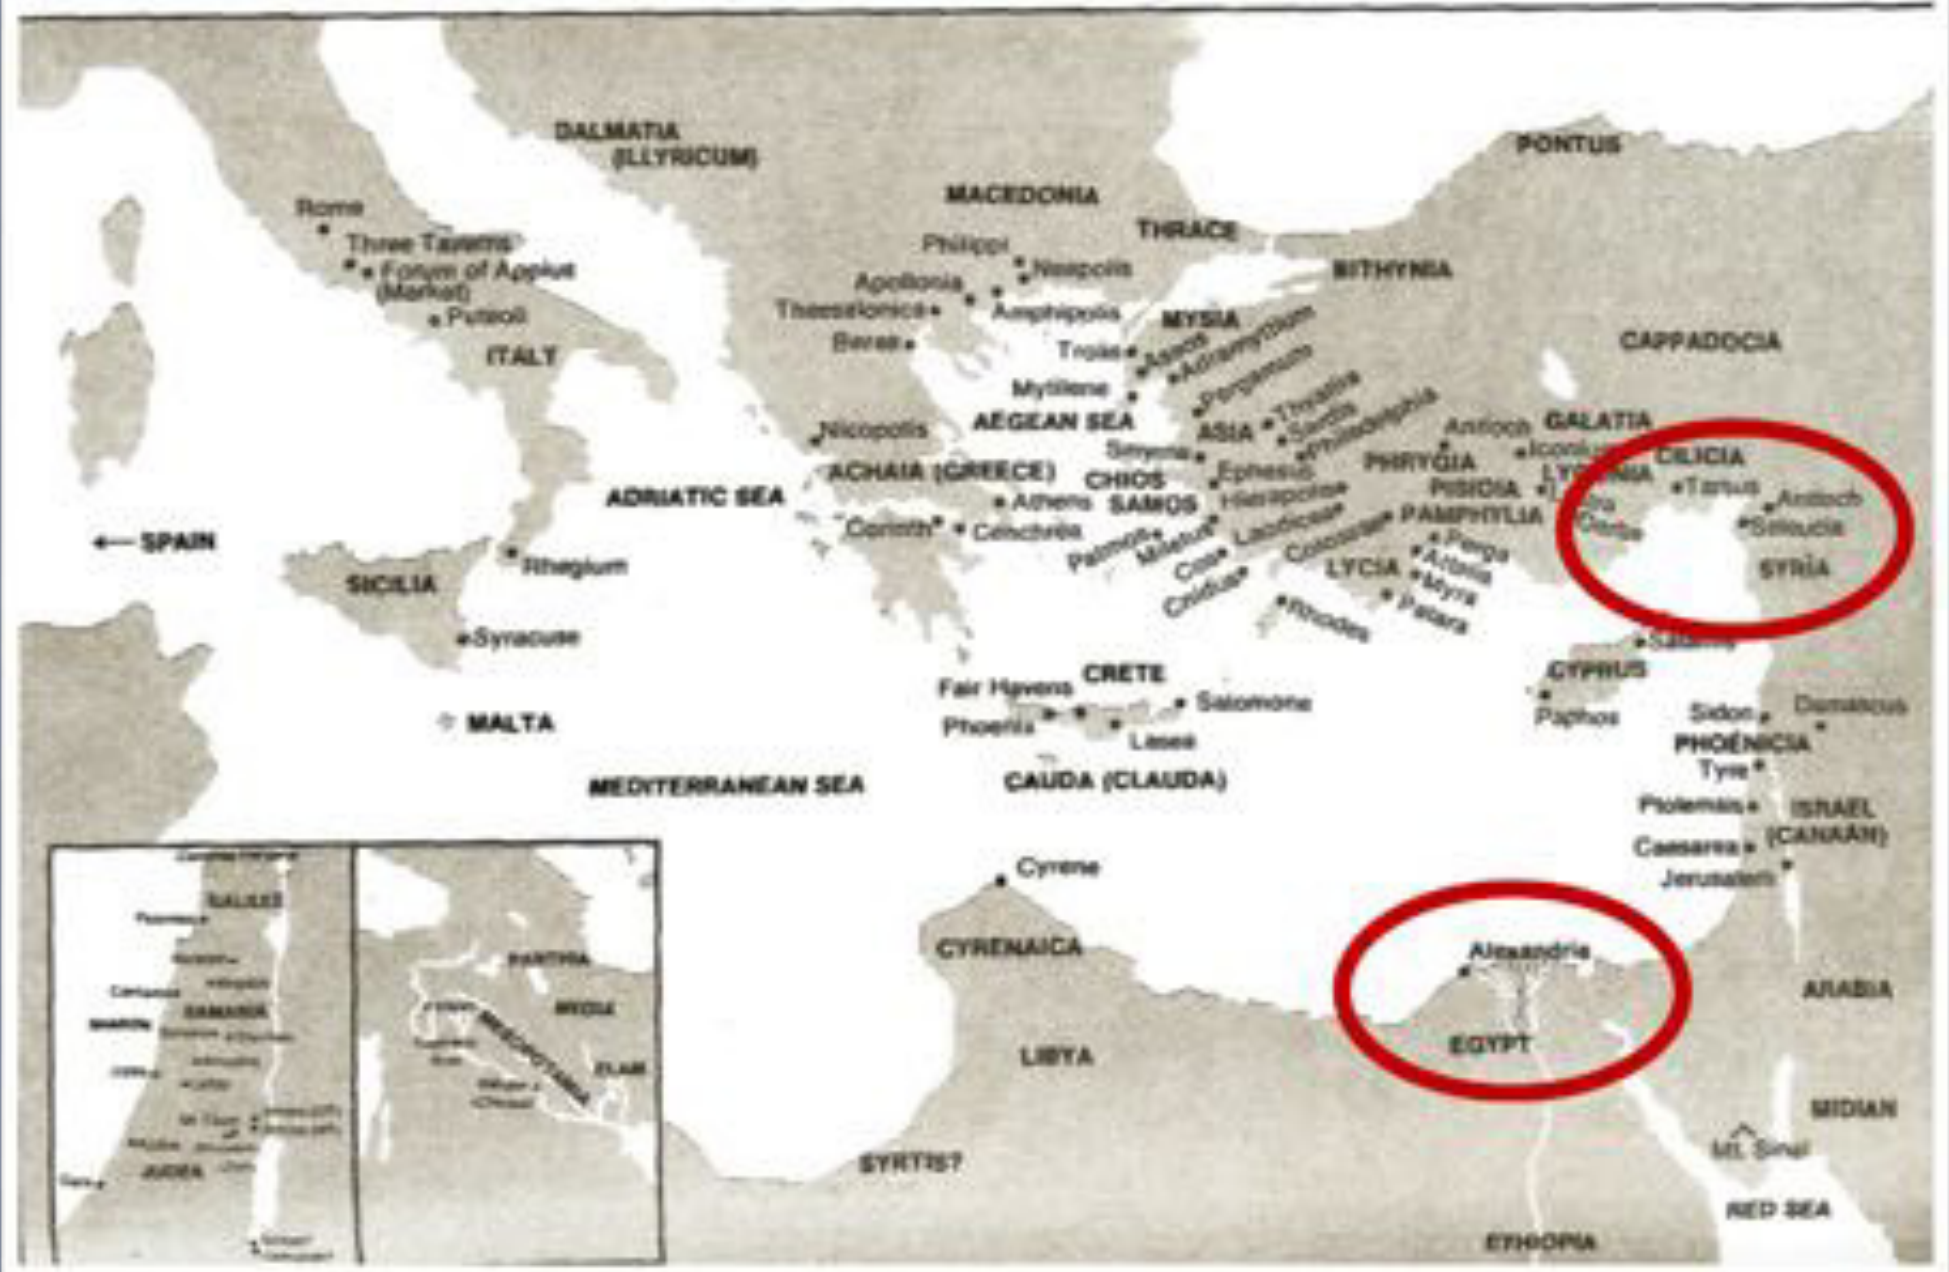 DALMATIA
(ILLYRICUM)
PONTUS
MACEDONIA
THRACE
Rome
Three Taverns
Forum of Appius
(Market)
Puteoli
ITALY
Philippi
Neapolis
Apollonia
Thessalonica
Amphipolis
Berea
BITHYNIA
MYSIA
Troas
Assos
Adramyttium
Mytilene
Pergamum
CAPPADOCIA
AEGEAN SEA
ASIA
Thyatira
Sardis
Philadelphia
Smyrna
Antioch
GALATIA
Nicopolis
ACHAIA (GREECE)
CHIOS
Ephesus
PHRYGIA
CILICIA
ADRIATIC SEA
Athens
SAMOS
Hierapolis
PISIDIA
Tarsus
Antioch
Corinth
Cenchrea
Patmos
Miletus
Laodicea
Colossae
PAMPHYLIA
Derbe
Seleucia
SPAIN
Rhegium
Cos
Cnidus
LYCIA
Perga
Attalia
Myra
SYRIA
SICILIA
Syracuse
Rhodes
Patara
CYPRUS
Paphos
MALTA
Fair Havens
CRETE
Salomone
Phoenix
Lasea
Sidon
Damascus
PHOENICIA
Tyre
MEDITERRANEAN SEA
CAUDA (CLAUDA)
Ptolemais
ISRAEL
(CANAAN)
Caesarea
Jerusalem
Cyrene
CYRENAICA
Alexandria
EGYPT
LIBYA
ARABIA
MIDIAN
Mt. Sinai
SYRTIS?
RED SEA
ETHIOPIA
GALILEE
SAMARIA
SHARON
JUDEA
PARTHIA
MEDIA
MESOPOTAMIA
ELAM